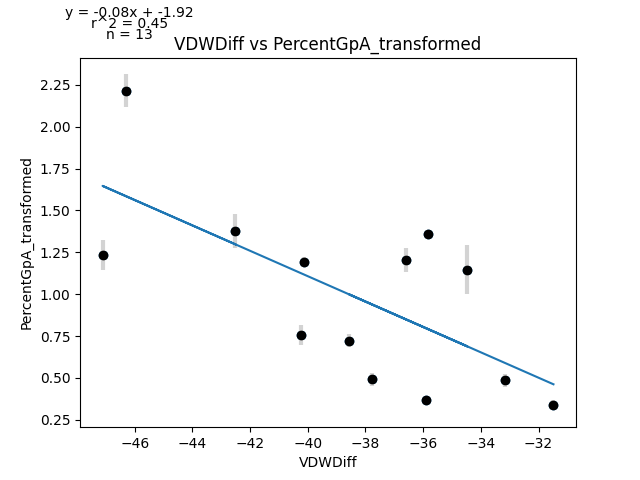 y = -0.08x + -1.92
r^2 = 0.45
n = 13
VDWDiff vs PercentGpA_transformed
PercentGpA_transformed
2.25
2.00
1.75
1.50
1.25
1.00
0.75
0.50
0.25
−46 −44 −42 −40 −38 −36 −34 −32
VDWDiff